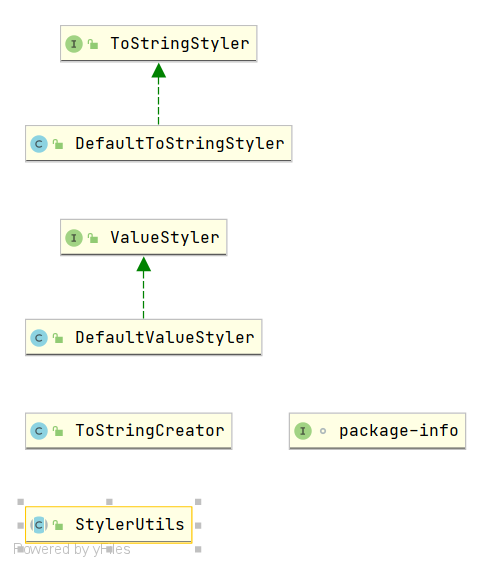 I ToStringStyler
C DefaultToStringStyler
I ValueStyler
C DefaultValueStyler
C ToStringCreator
I package-info
C StylerUtils
Powered by yFiles